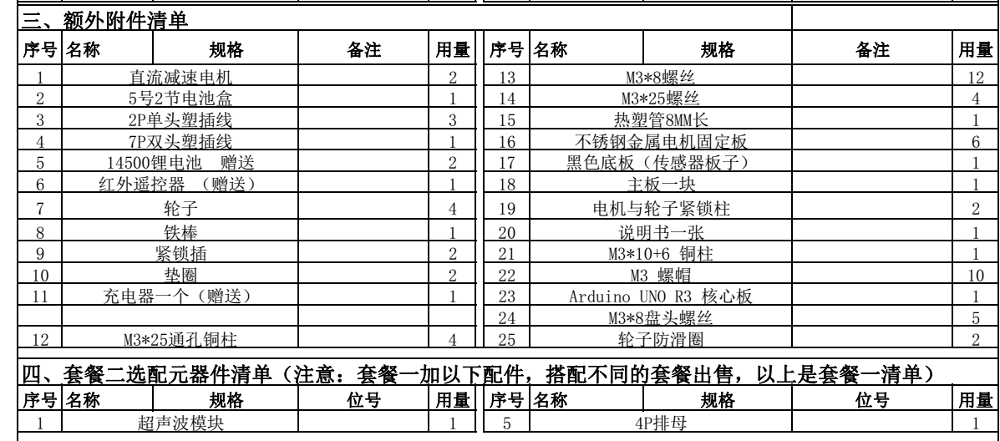 三、额外附件清单
序号 名称 规格 备注 用量 序号 名称 规格 备注 用量
1 直流减速电机 2 13 M3*8螺丝 12
2 5号2节电池盒 1 14 M3*25螺丝 4
3 2P单头塑插线 3 15 热塑管8MM长 1
4 7P双头塑插线 1 16 不锈钢金属电机固定板 6
5 14500锂电池 赠送 2 17 黑色底板（传感器板子） 1
6 红外遥控器 （赠送） 1 18 主板一块 1
7 轮子 4 19 电机与轮子紧锁柱 2
8 铁棒 1 20 说明书一张 1
9 紧锁插 2 21 M3*10+6 铜柱 1
10 垫圈 2 22 M3 螺帽 10
11 充电器一个（赠送） 1 23 Arduino UNO R3 核心板 1
24 M3*8盘头螺丝 5
12 M3*25通孔铜柱 4 25 轮子防滑圈 2
四、套餐二选配元器件清单（注意：套餐一加以下配件，搭配不同的套餐出售，以上是套餐一清单）
序号 名称 规格 位号 用量 序号 名称 规格 位号 用量
1 超声波模块 1 5 4P排母 1